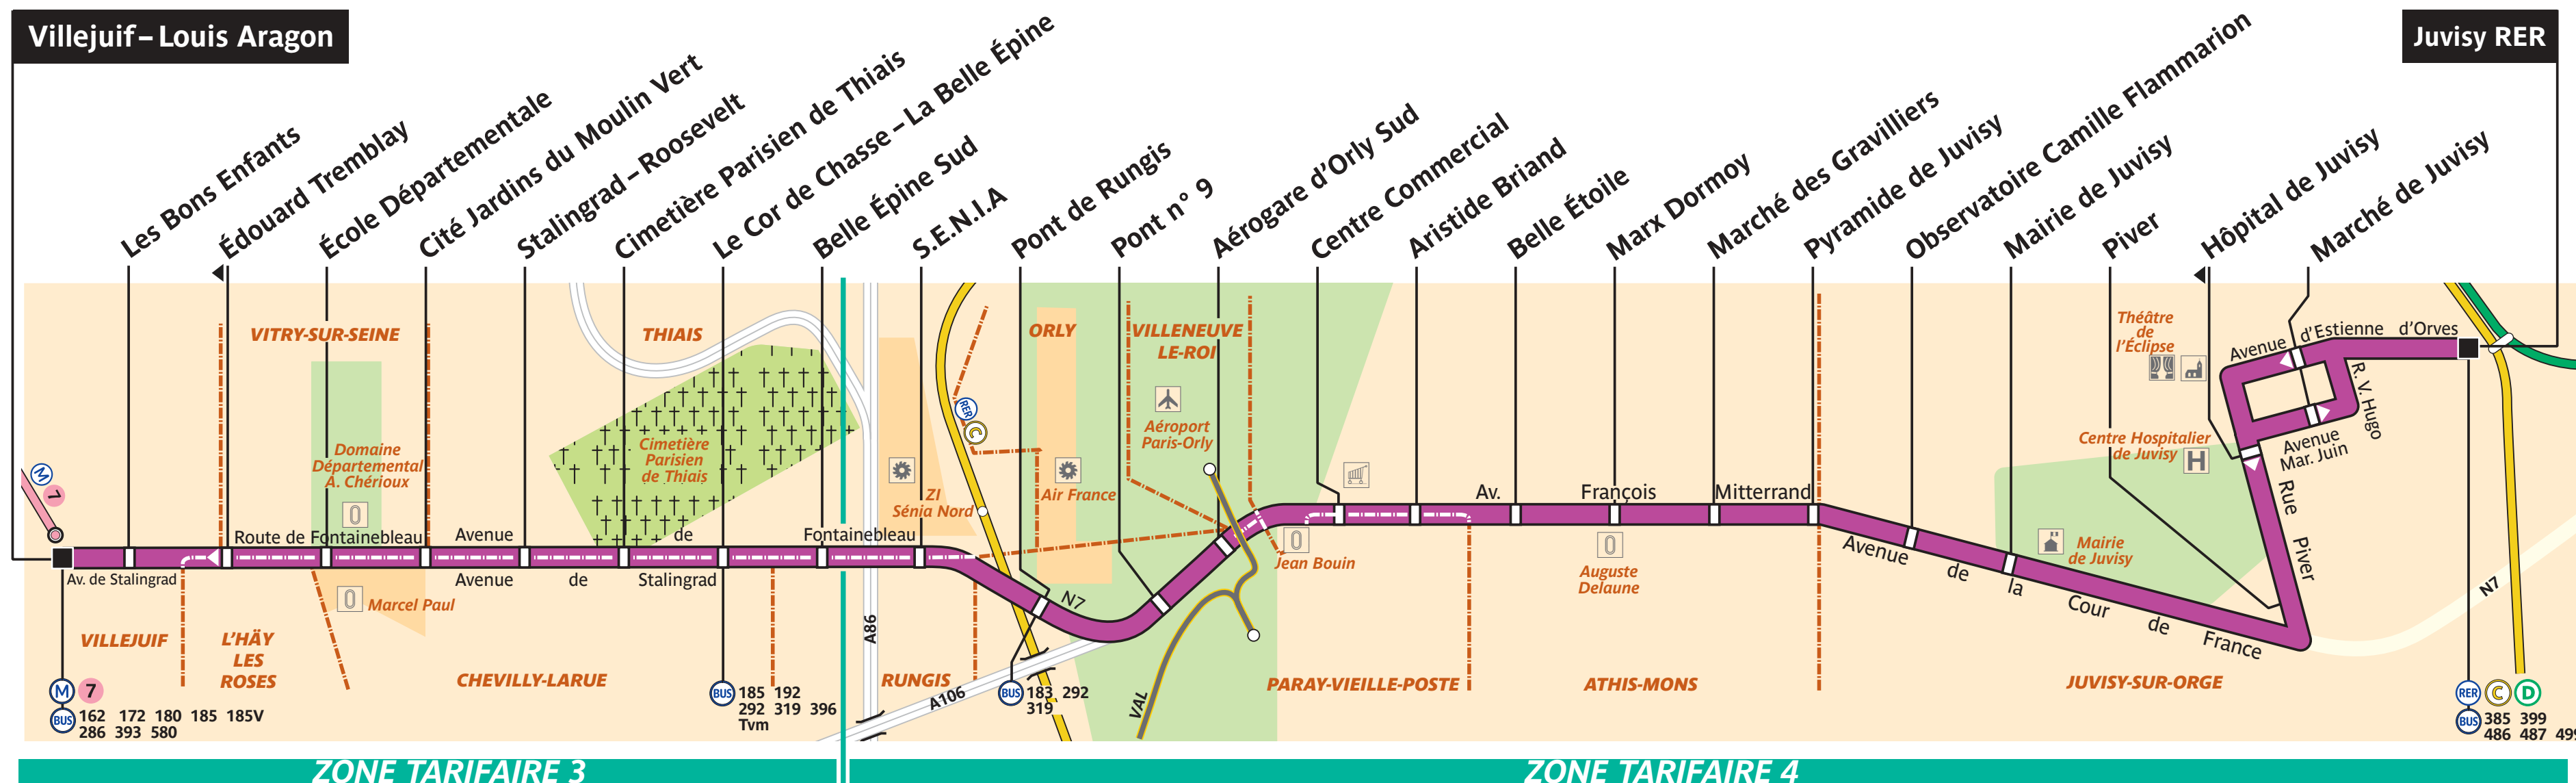 Villejuif – Louis Aragon
Juvisy RER
Les Bons Enfants
Édouard Tremblay
École Départementale
Cité Jardins du Moulin Vert
Stalingrad – Roosevelt
Cimetière Parisien de Thiais
Le Cor de Chasse – La Belle Épine
Belle Épine Sud
S.E.N.I.A
Pont de Rungis
Pont n° 9
Aérogare d'Orly Sud
Centre Commercial
Aristide Briand
Belle Étoile
Marx Dormoy
Marché des Gravilliers
Pyramide de Juvisy
Observatoire Camille Flammarion
Mairie de Juvisy
Piver
Hôpital de Juvisy
Marché de Juvisy
VITRY-SUR-SEINE
THIAIS
ORLY
VILLENEUVE
LE-ROI
Théâtre
de
l'Éclipse
Avenue d'Estienne d'Orves
R. V. Hugo
Avenue
Mar. Juin
Domaine
Départemental
A. Chérioux
Cimetière
Parisien
de Thiais
RER C
Aéroport
Paris-Orly
Centre Hospitalier
de Juvisy
H
M 7
ZI
Sénia Nord
Air France
Av. François Mitterrand
Rue Piver
Route de Fontainebleau
Avenue de Fontainebleau
Av. de Stalingrad
Avenue de Stalingrad
Jean Bouin
Auguste
Delaune
Mairie
de Juvisy
Avenue de la Cour de France
N7
N7
Marcel Paul
A86
A106
VAL
VILLEJUIF
L'HÄY
LES
ROSES
CHEVILLY-LARUE
RUNGIS
PARAY-VIEILLE-POSTE
ATHIS-MONS
JUVISY-SUR-ORGE
M 7
BUS 162 172 180 185 185V
286 393 580
BUS 185 192
292 319 396
Tvm
BUS 183 292
319
RER C D
BUS 385 399
486 487 499
ZONE TARIFAIRE 3
ZONE TARIFAIRE 4